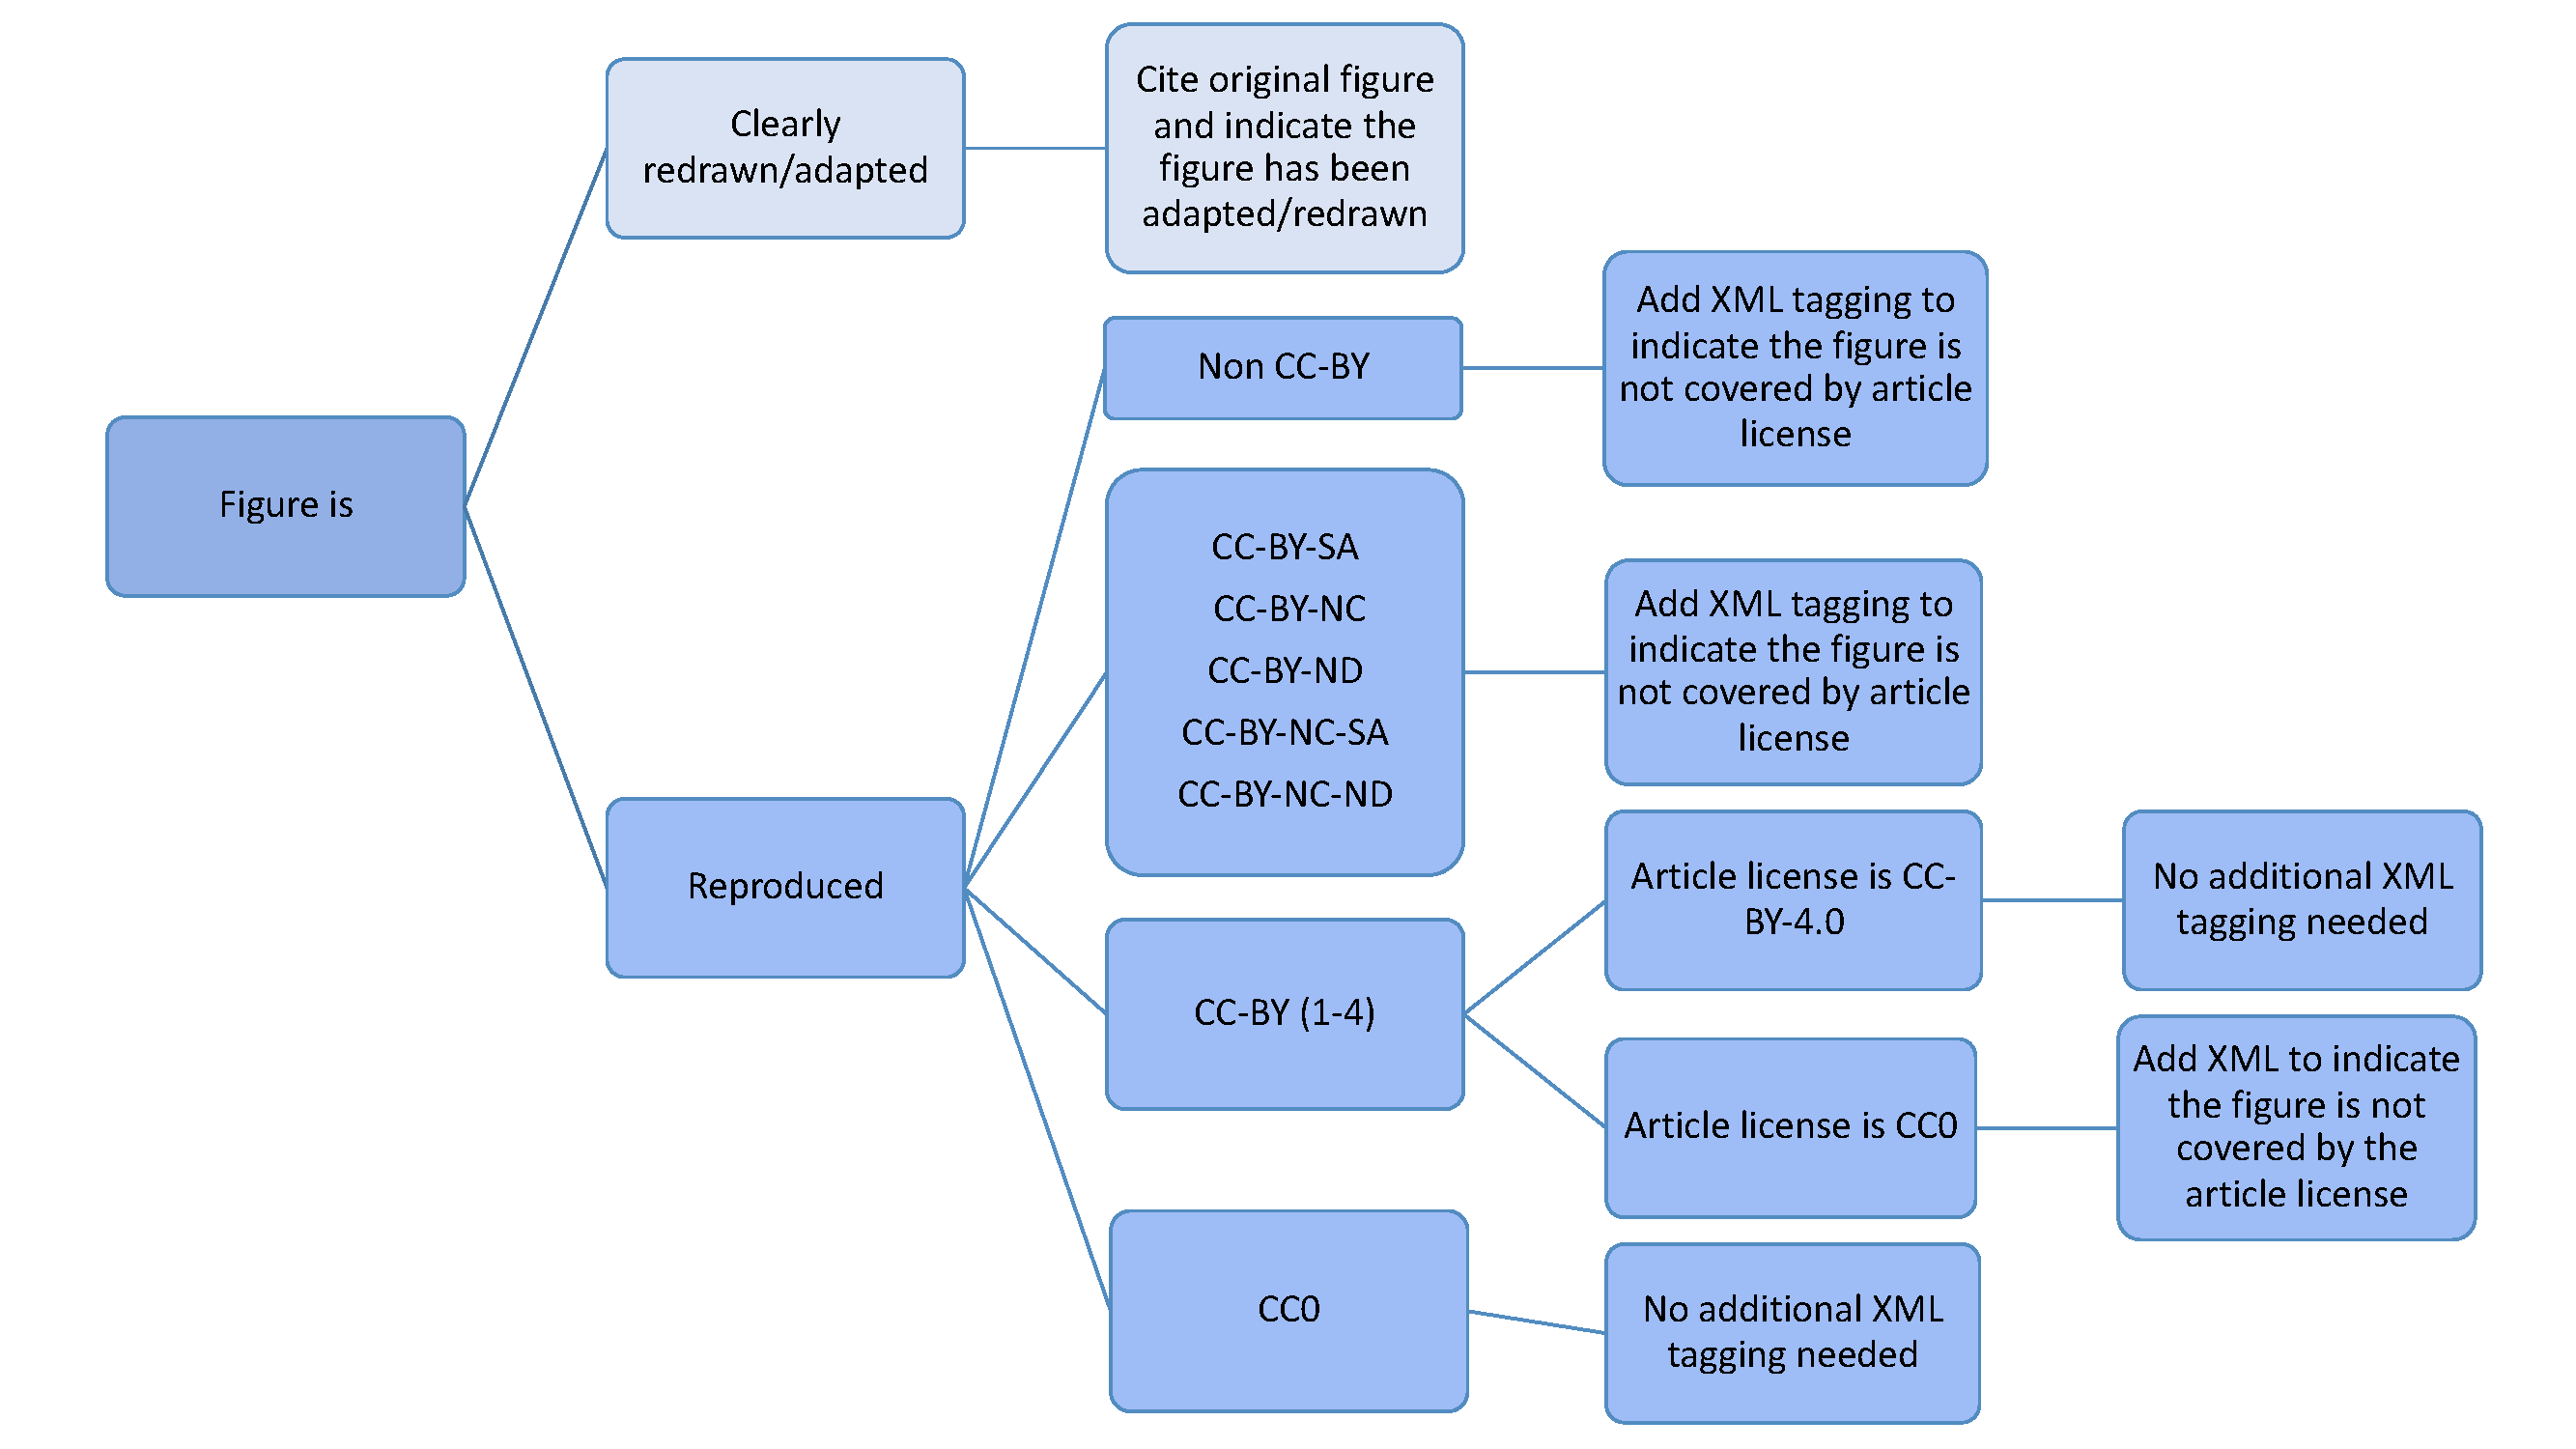 Figure is
Clearly
redrawn/adapted
Cite original figure
and indicate the
figure has been
adapted/redrawn
Reproduced
Non CC-BY
Add XML tagging to
indicate the figure is
not covered by article
license
CC-BY-SA
CC-BY-NC
CC-BY-ND
CC-BY-NC-SA
CC-BY-NC-ND
Add XML tagging to
indicate the figure is
not covered by article
license
CC-BY (1-4)
Article license is CC-
BY-4.0
No additional XML
tagging needed
Article license is CC0
Add XML to indicate
the figure is not
covered by the
article license
CC0
No additional XML
tagging needed